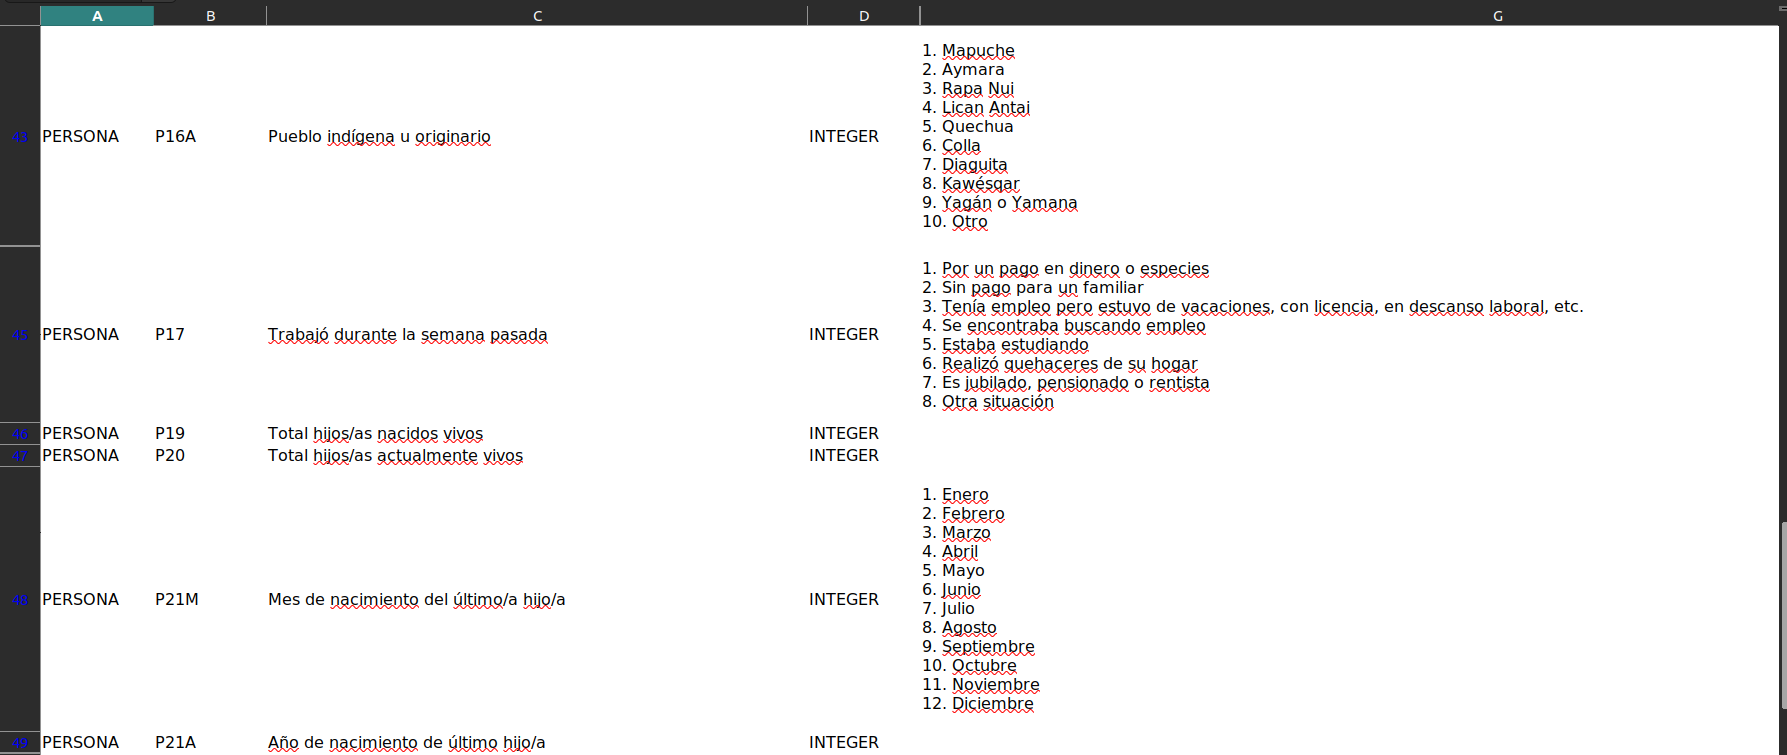 A B C D G
43 PERSONA P16A Pueblo indígena u originario INTEGER
1. Mapuche
2. Aymara
3. Rapa Nui
4. Lican Antai
5. Quechua
6. Colla
7. Diaguita
8. Kawésqar
9. Yagán o Yamana
10. Otro
45 PERSONA P17 Trabajó durante la semana pasada INTEGER
1. Por un pago en dinero o especies
2. Sin pago para un familiar
3. Tenía empleo pero estuvo de vacaciones, con licencia, en descanso laboral, etc.
4. Se encontraba buscando empleo
5. Estaba estudiando
6. Realizó quehaceres de su hogar
7. Es jubilado, pensionado o rentista
8. Otra situación
46 PERSONA P19 Total hijos/as nacidos vivos INTEGER
47 PERSONA P20 Total hijos/as actualmente vivos INTEGER
48 PERSONA P21M Mes de nacimiento del último/a hijo/a INTEGER
1. Enero
2. Febrero
3. Marzo
4. Abril
5. Mayo
6. Junio
7. Julio
8. Agosto
9. Septiembre
10. Octubre
11. Noviembre
12. Diciembre
49 PERSONA P21A Año de nacimiento de último hijo/a INTEGER